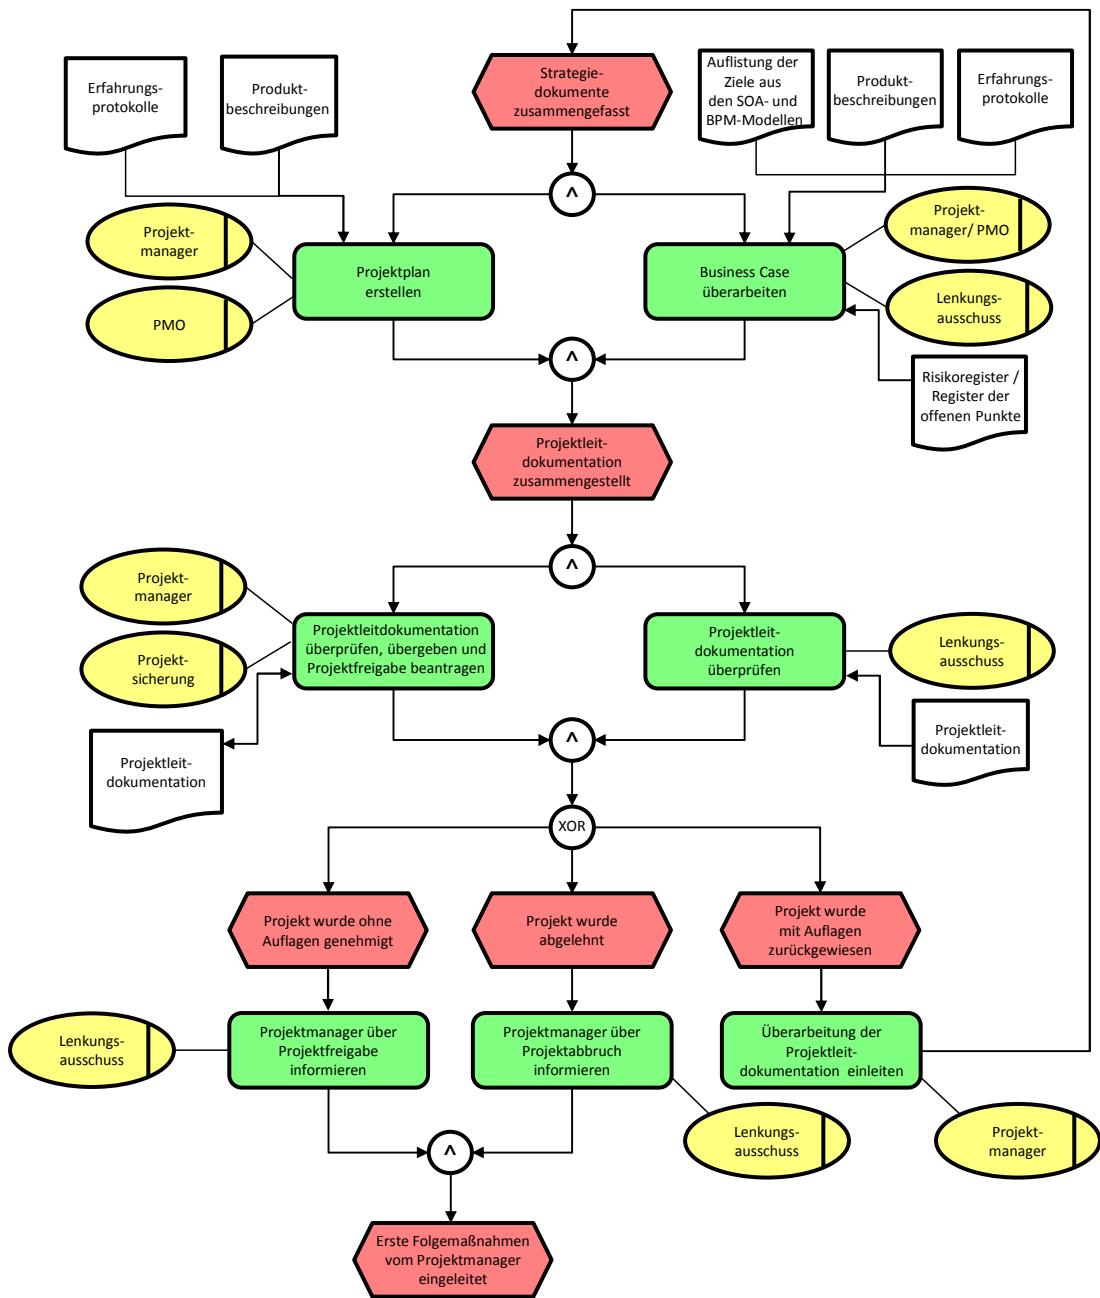 Erfahrungs-
protokolle
Produkt-
beschreibungen
Strategie-
dokumente
zusammengefasst
Auflistung der
Ziele aus
den SOA- und
BPM-Modellen
Produkt-
beschreibungen
Erfahrungs-
protokolle
^
Projekt-
manager
PMO
Projektplan
erstellen
Business Case
überarbeiten
Projekt-
manager/ PMO
Lenkungs-
ausschuss
^
Risikoregister /
Register der
offenen Punkte
Projektleit-
dokumentation
zusammengestellt
^
Projekt-
manager
Projekt-
sicherung
Projektleitdokumentation
überprüfen, übergeben und
Projektfreigabe beantragen
Projektleit-
dokumentation
überprüfen
Lenkungs-
ausschuss
Projektleit-
dokumentation
^
Projektleit-
dokumentation
XOR
Projekt wurde ohne
Auflagen genehmigt
Projekt wurde
abgelehnt
Projekt wurde
mit Auflagen
zurückgewiesen
Lenkungs-
ausschuss
Projektmanager über
Projektfreigabe
informieren
Projektmanager über
Projektabbruch
informieren
Überarbeitung der
Projektleit-
dokumentation einleiten
^
Lenkungs-
ausschuss
Projekt-
manager
Erste Folgemaßnahmen
vom Projektmanager
eingeleitet